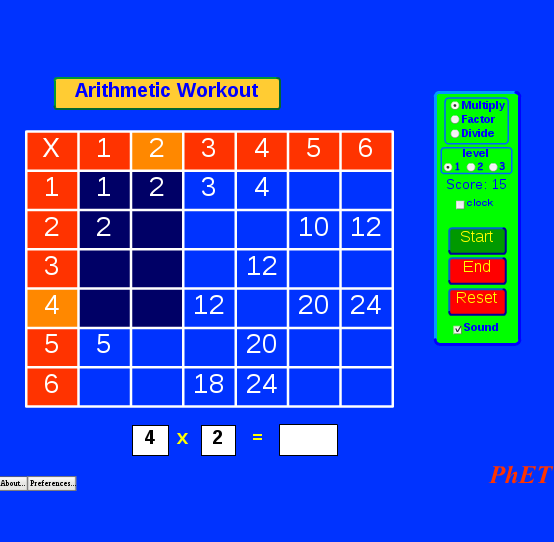 Arithmetic Workout
X 1 2 3 4 5 6
1 1 2 3 4
2 2 10 12
3 12
4 12 20 24
5 5 20
6 18 24
4 x 2 =
Multiply
Factor
Divide
level
1 2 3
Score: 15
clock
Start
End
Reset
Sound
PhET
About... Preferences...